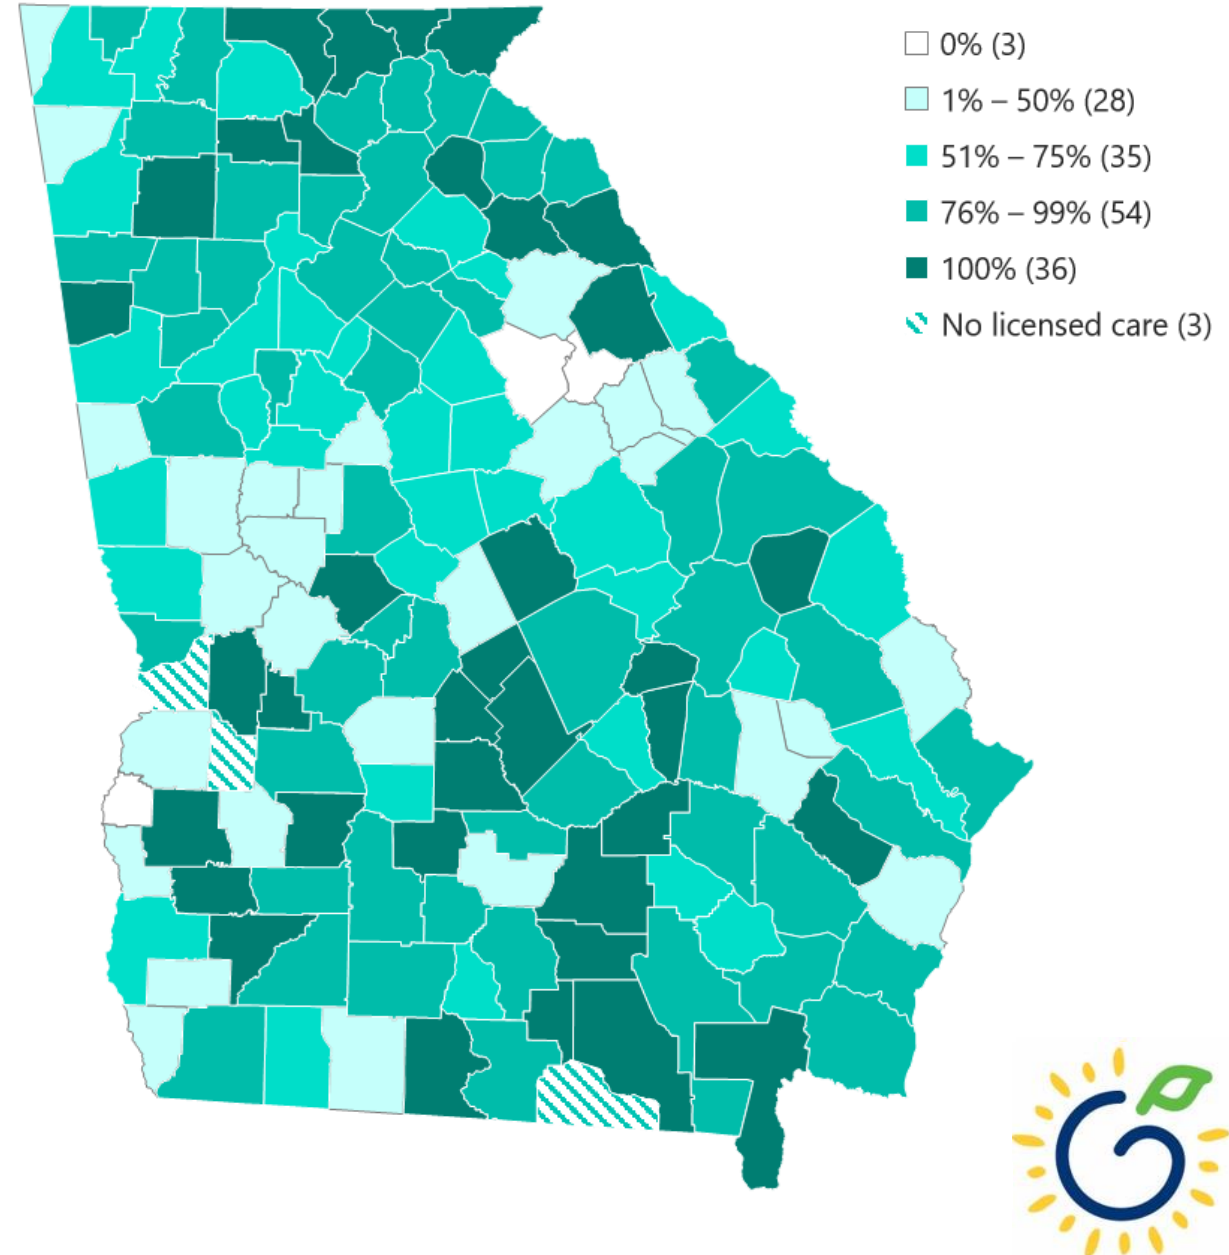 0% (3)
1% – 50% (28)
51% – 75% (35)
76% – 99% (54)
100% (36)
No licensed care (3)